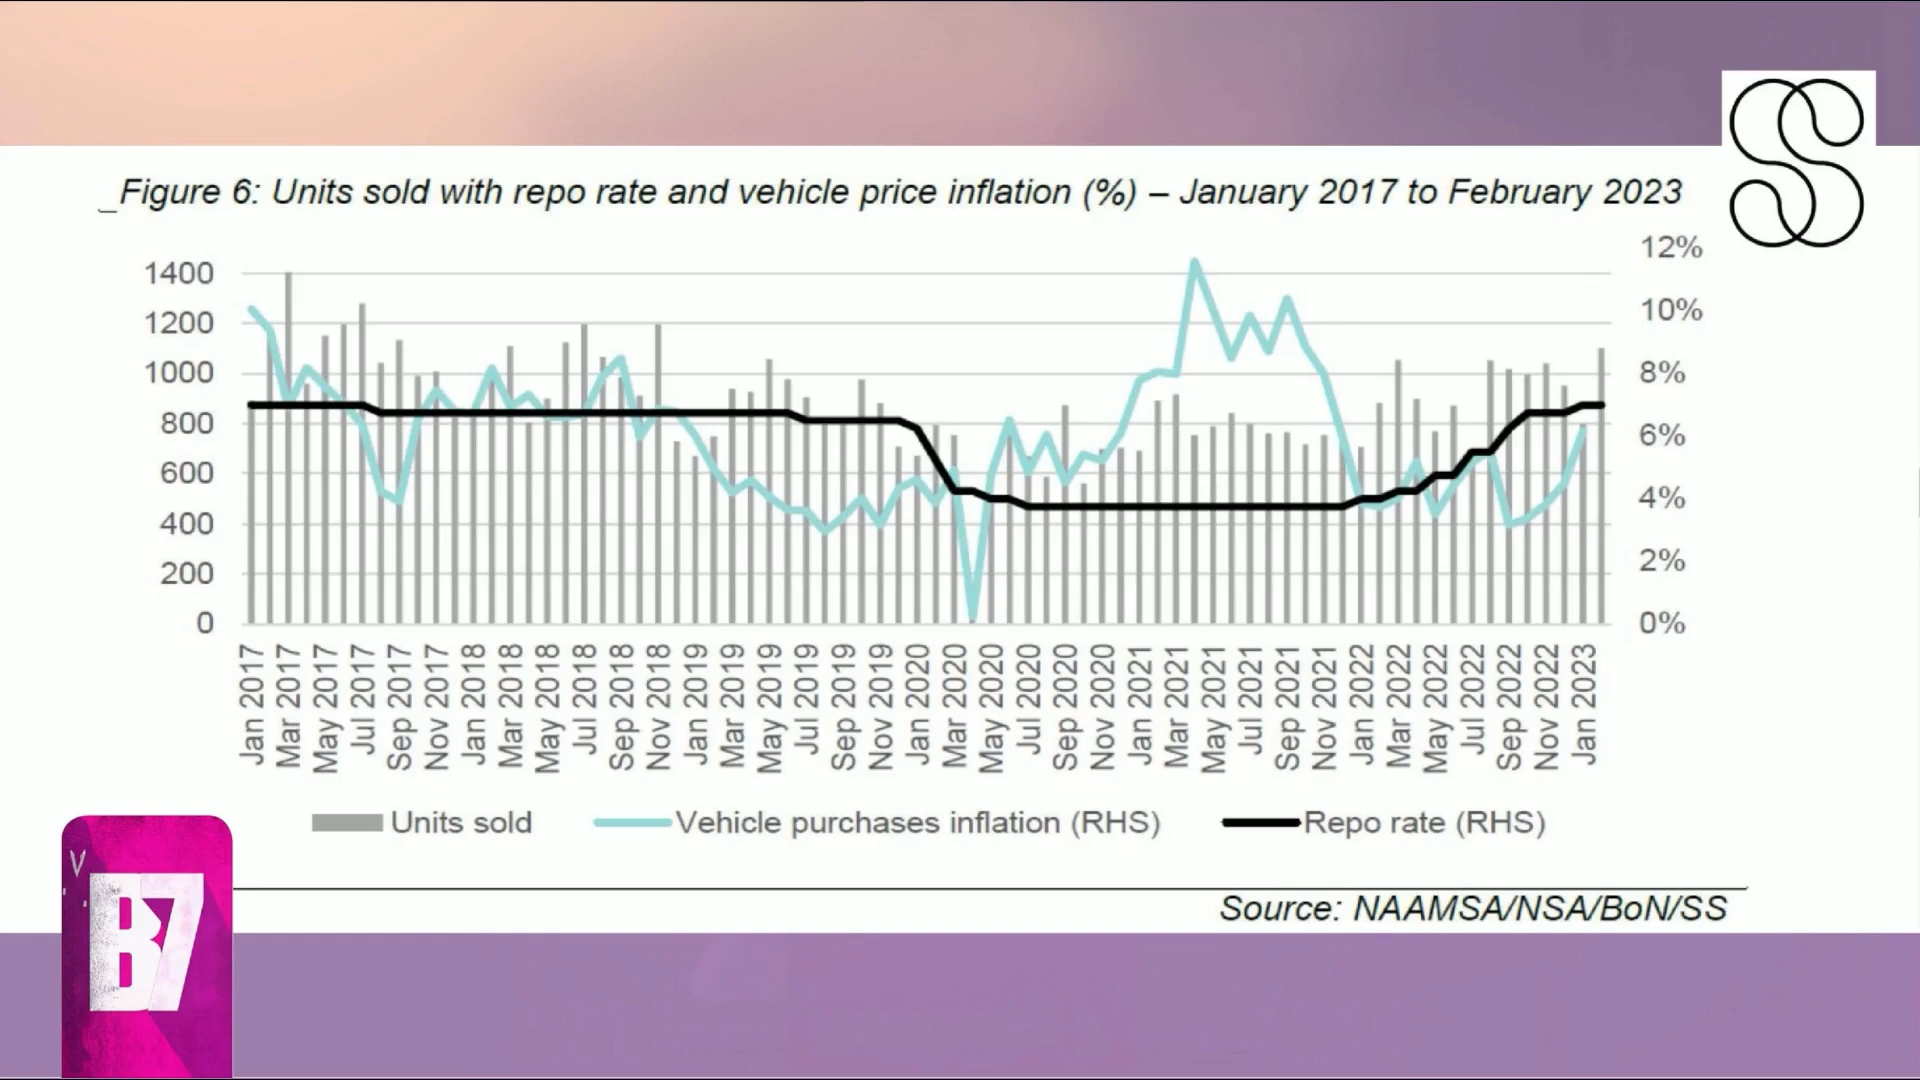 _Figure 6: Units sold with repo rate and vehicle price inflation (%) – January 2017 to February 2023
1400
1200
1000
800
600
400
200
0
12%
10%
8%
6%
4%
2%
0%
Jan 2017
Mar 2017
May 2017
Jul 2017
Sep 2017
Nov 2017
Jan 2018
Mar 2018
May 2018
Jul 2018
Sep 2018
Nov 2018
Jan 2019
Mar 2019
May 2019
Jul 2019
Sep 2019
Nov 2019
Jan 2020
Mar 2020
May 2020
Jul 2020
Sep 2020
Nov 2020
Jan 2021
Mar 2021
May 2021
Jul 2021
Sep 2021
Nov 2021
Jan 2022
Mar 2022
May 2022
Jul 2022
Sep 2022
Nov 2022
Jan 2023
Units sold
Vehicle purchases inflation (RHS)
Repo rate (RHS)
Source: NAAMSA/NSA/BoN/SS
SS
B7